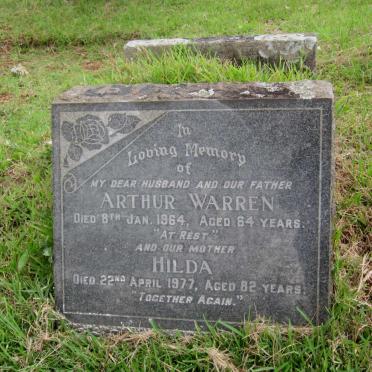 In
Loving Memory
of
MY DEAR HUSBAND AND OUR FATHER
ARTHUR WARREN
DIED 8TH JAN. 1964, AGED 64 YEARS.
"AT REST."
AND OUR MOTHER
HILDA
DIED 22ND APRIL 1977, AGED 82 YEARS.
TOGETHER AGAIN."